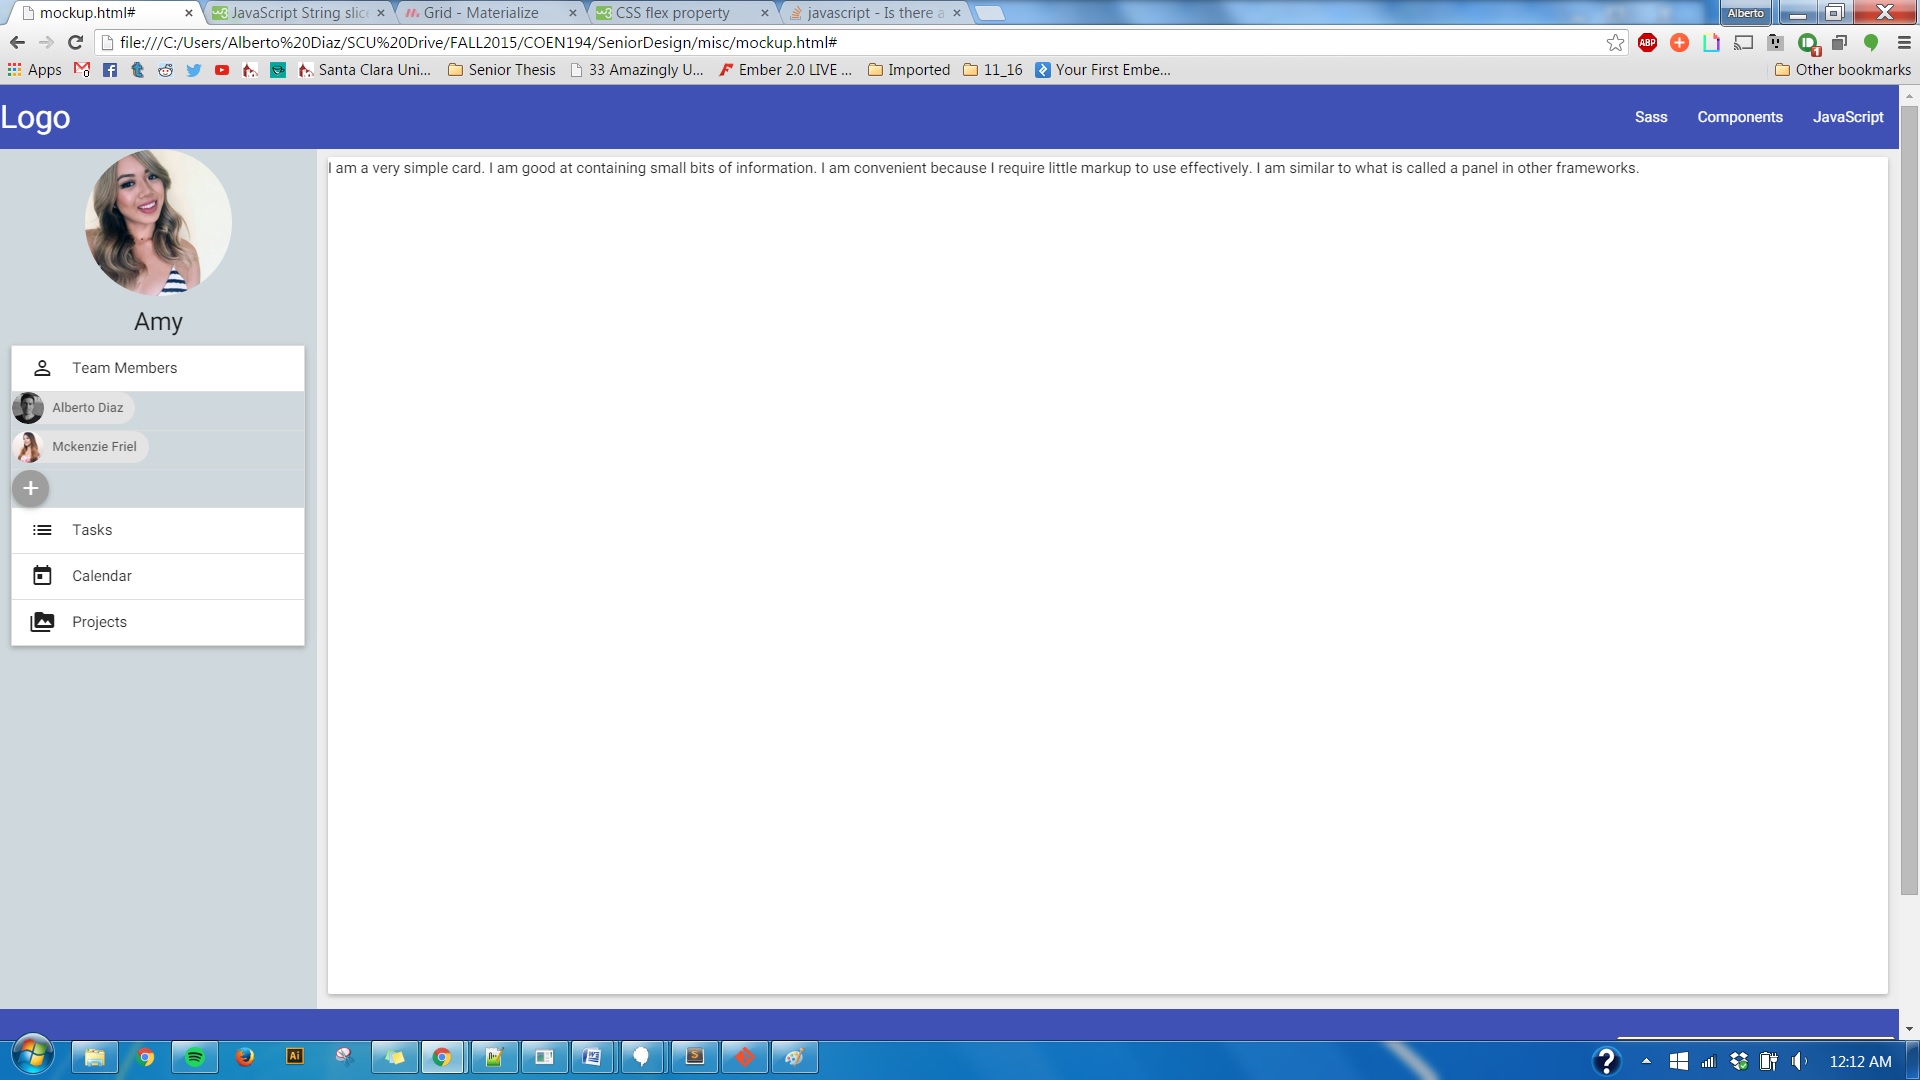 mockup.html#
JavaScript String slice
Grid - Materialize
CSS flex property
javascript - Is there a
Alberto
file:///C:/Users/Alberto%20Diaz/SCU%20Drive/FALL2015/COEN194/SeniorDesign/misc/mockup.html#
ABP
1
Apps
Santa Clara Uni...
Senior Thesis
33 Amazingly U...
Ember 2.0 LIVE ...
Imported
11_16
Your First Embe...
Other bookmarks
Logo
Sass
Components
JavaScript
I am a very simple card. I am good at containing small bits of information. I am convenient because I require little markup to use effectively. I am similar to what is called a panel in other frameworks.
Amy
Team Members
Alberto Diaz
Mckenzie Friel
+
Tasks
Calendar
Projects
Ai
12:12 AM